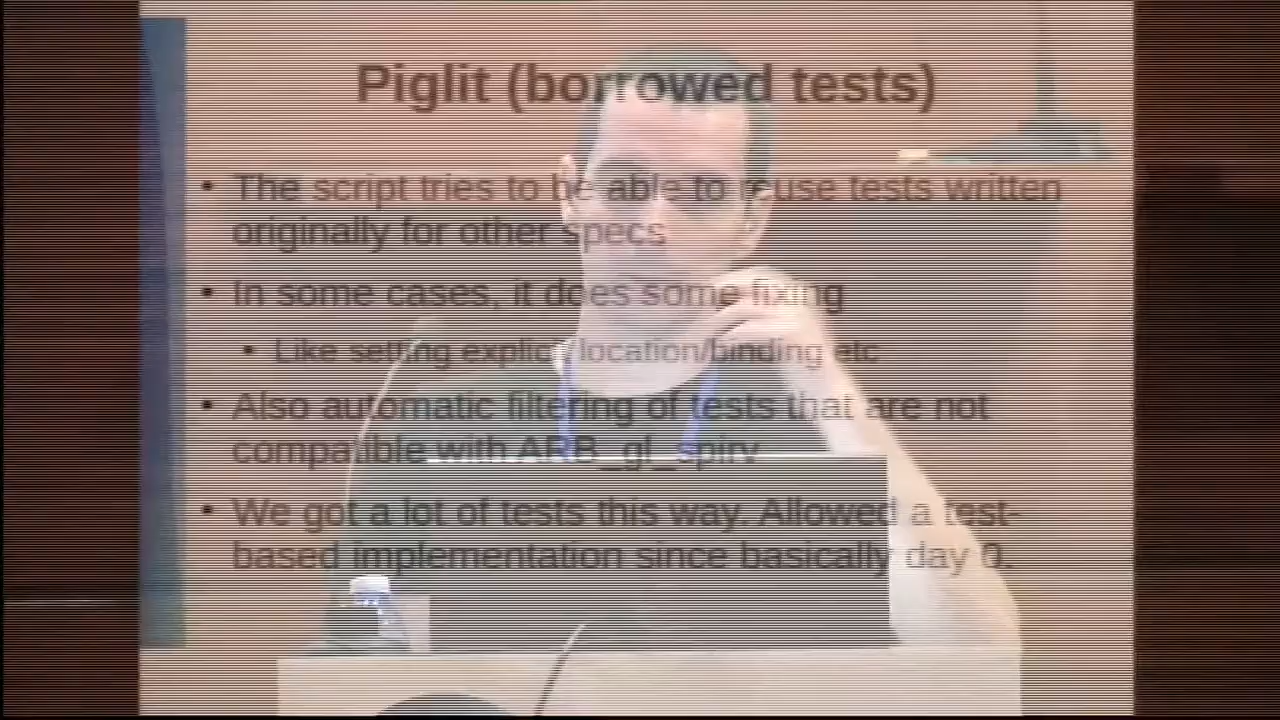 Piglit (borrowed tests)
• The script tries to be able to reuse tests written
originally for other specs
• In some cases, it does some fixing
• Like setting explicit location/binding etc
• Also automatic filtering of tests that are not
compatible with ARB_gl_spirv
• We got a lot of tests this way. Allowed a test-
based implementation since basically day 0.